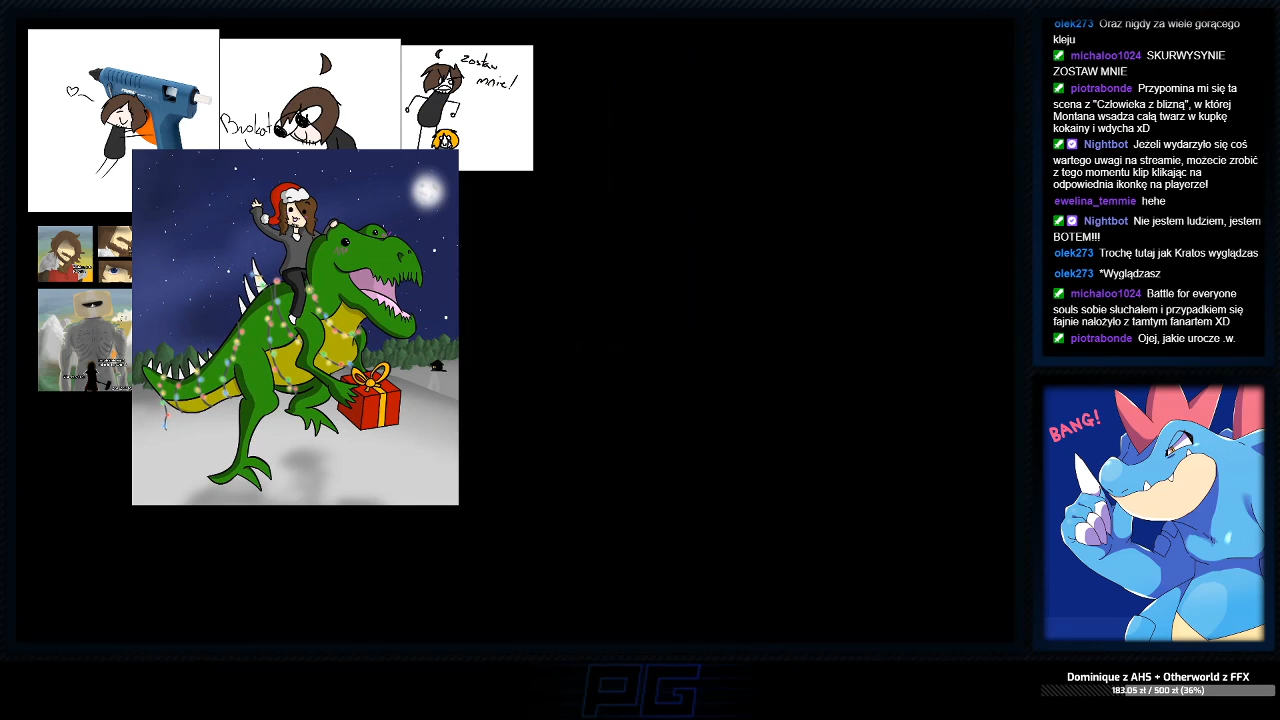 Zostaw
mnie!
Brokat
olek273 Oraz nigdy za wiele gorącego
kleju
michaloo1024 SKURWYSYNIE
ZOSTAW MNIE
piotrabonde Przypomina mi się ta
scena z "Człowieka z blizną", w której
Montana wsadza całą twarz w kupkę
kokainy i wdycha xD
Nightbot Jeżeli wydarzyło się coś
wartego uwagi na streamie, możecie zrobić
z tego momentu klip klikając na
odpowiednia ikonkę na playerze!
ewelina_temmie hehe
Nightbot Nie jestem ludziem, jestem
BOTEM!!!
olek273 Trochę tutaj jak Kratos wyglądzas
olek273 *Wyglądzasz
michaloo1024 Battle for everyone
souls sobie słuchałem i przypadkiem się
fajnie nałożyło z tamtym fanartem XD
piotrabonde Ojej, jakie urocze .w.
BANG!
PG
Dominique z AHS + Otherworld z FFX
183.05 zł / 500 zł (36%)